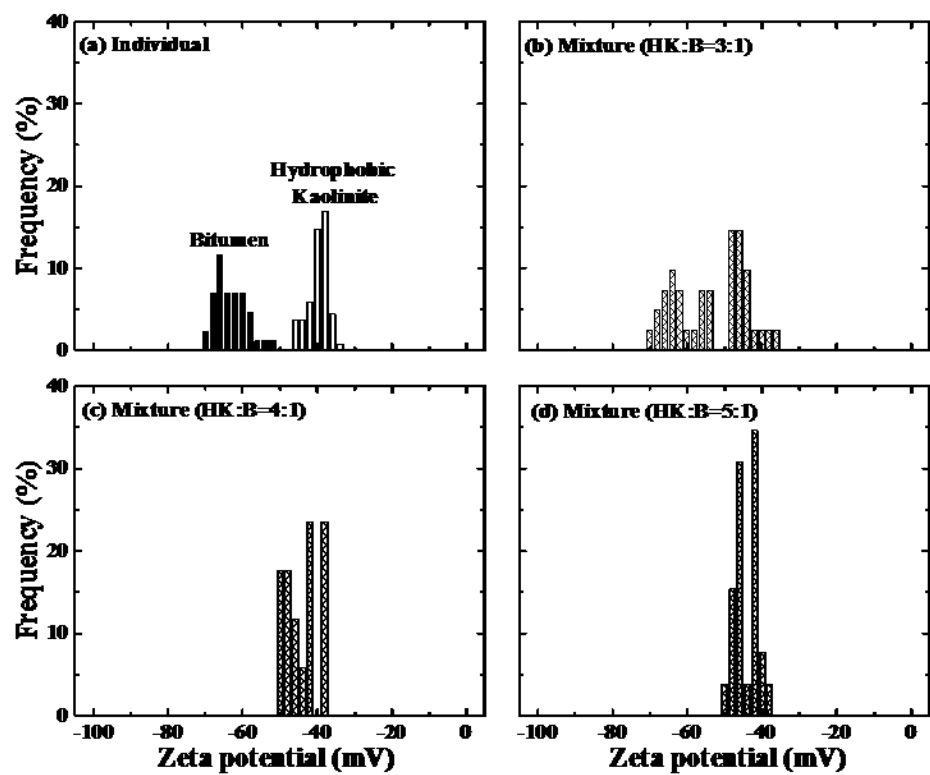 (a) Individual
Hydrophobic
Kaolinite
Bitumen
Frequency (%)
40
30
20
10
0
(b) Mixture (HK:B=3:1)
(c) Mixture (HK:B=4:1)
Frequency (%)
40
30
20
10
0
-100 -80 -60 -40 -20 0
Zeta potential (mV)
(d) Mixture (HK:B=5:1)
-100 -80 -60 -40 -20 0
Zeta potential (mV)